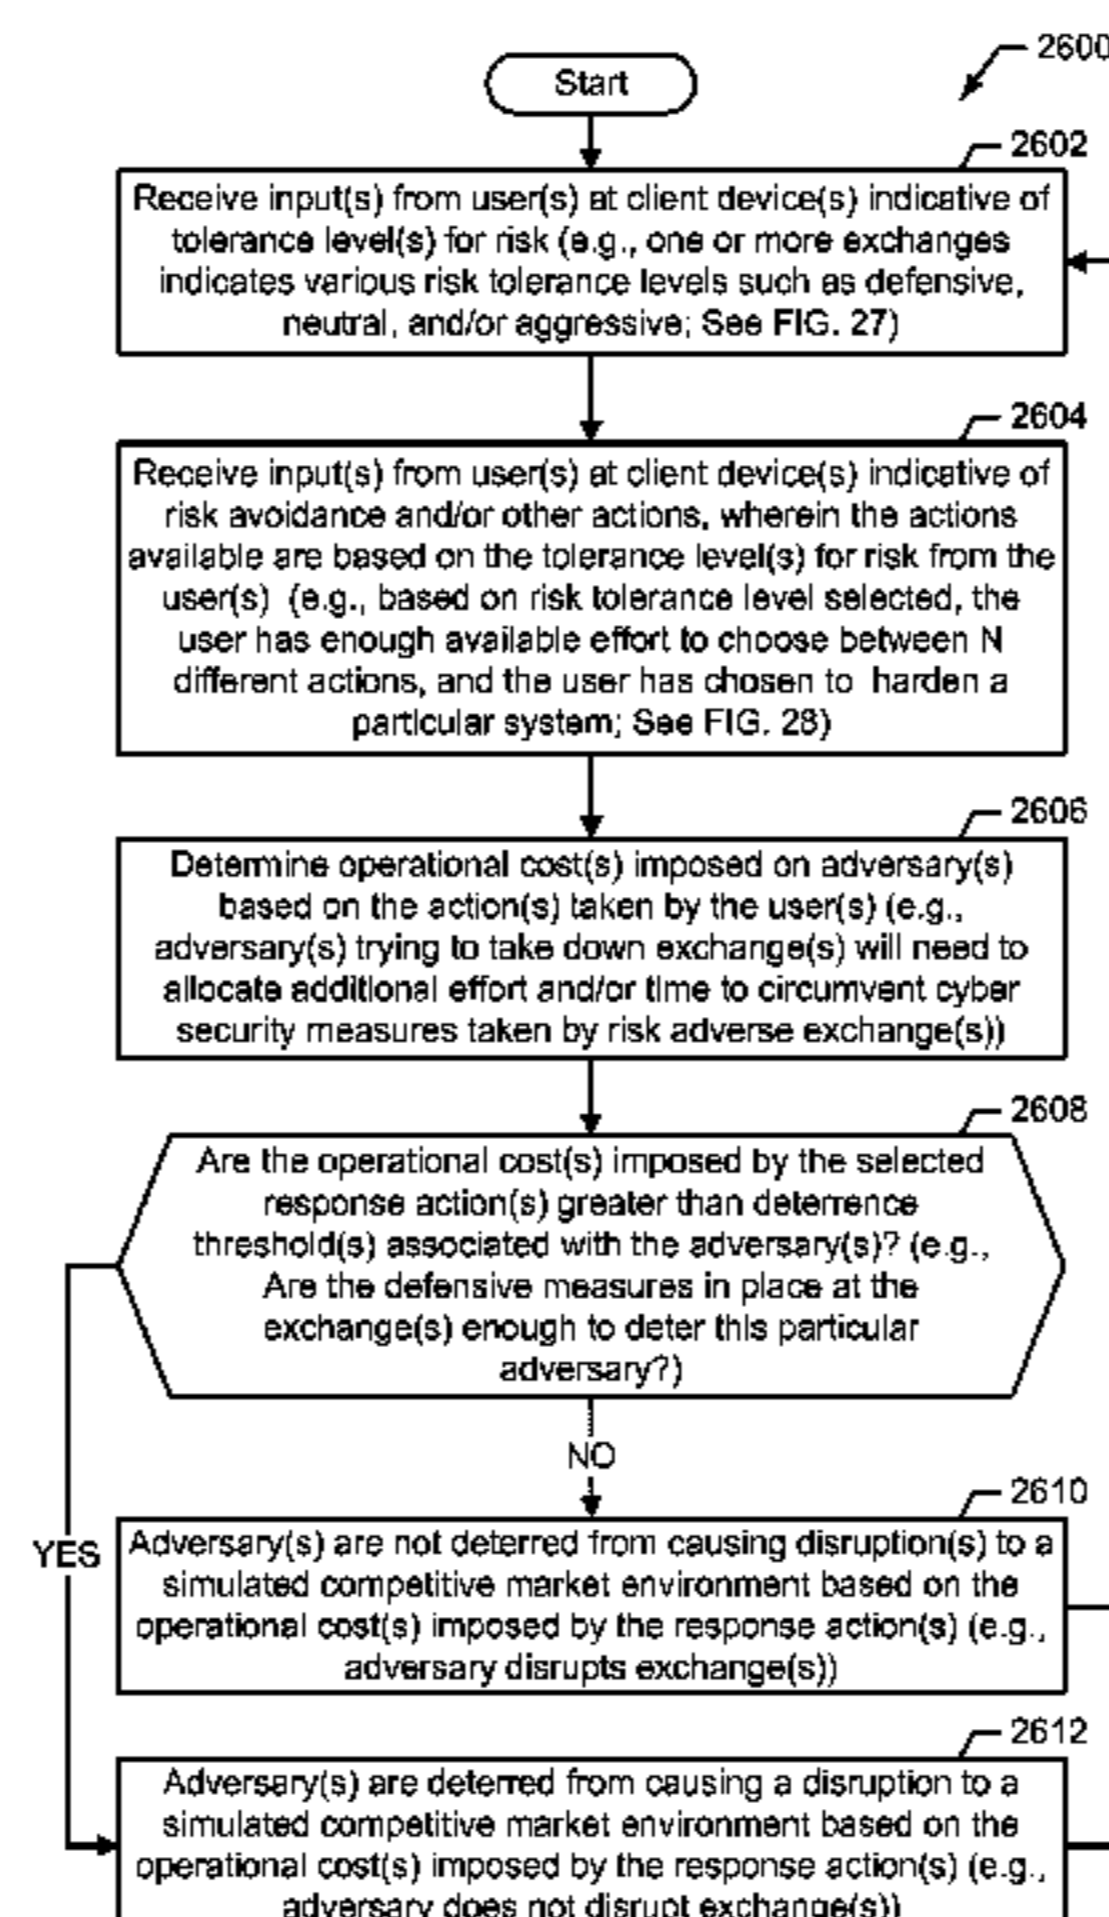 2600
Start
2602
Receive input(s) from user(s) at client device(s) indicative of
tolerance level(s) for risk (e.g., one or more exchanges
indicates various risk tolerance levels such as defensive,
neutral, and/or aggressive; See FIG. 27)
2604
Receive input(s) from user(s) at client device(s) indicative of
risk avoidance and/or other actions, wherein the actions
available are based on the tolerance level(s) for risk from the
user(s) (e.g., based on risk tolerance level selected, the
user has enough available effort to choose between N
different actions, and the user has chosen to harden a
particular system; See FIG. 28)
2606
Determine operational cost(s) imposed on adversary(s)
based on the action(s) taken by the user(s) (e.g.,
adversary(s) trying to take down exchange(s) will need to
allocate additional effort and/or time to circumvent cyber
security measures taken by risk adverse exchange(s))
2608
Are the operational cost(s) imposed by the selected
response action(s) greater than deterrence
threshold(s) associated with the adversary(s)? (e.g.,
Are the defensive measures in place at the
exchange(s) enough to deter this particular
adversary?)
NO
2610
YES
Adversary(s) are not deterred from causing disruption(s) to a
simulated competitive market environment based on the
operational cost(s) imposed by the response action(s) (e.g.,
adversary disrupts exchange(s))
2612
Adversary(s) are deterred from causing a disruption to a
simulated competitive market environment based on the
operational cost(s) imposed by the response action(s) (e.g.,
adversary does not disrupt exchange(s))